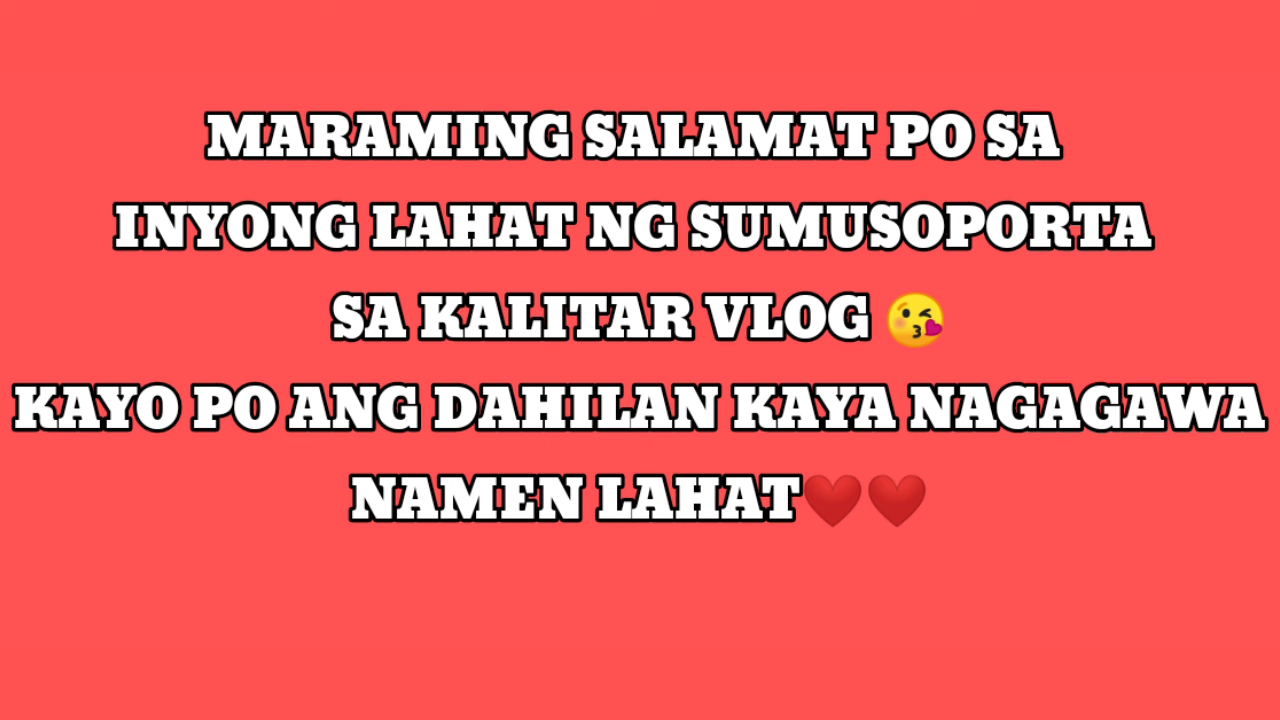 MARAMING SALAMAT PO SA
INYONG LAHAT NG SUMUSOPORTA
SA KALITAR VLOG 😘
KAYO PO ANG DAHILAN KAYA NAGAGAWA
NAMEN LAHAT❤️❤️